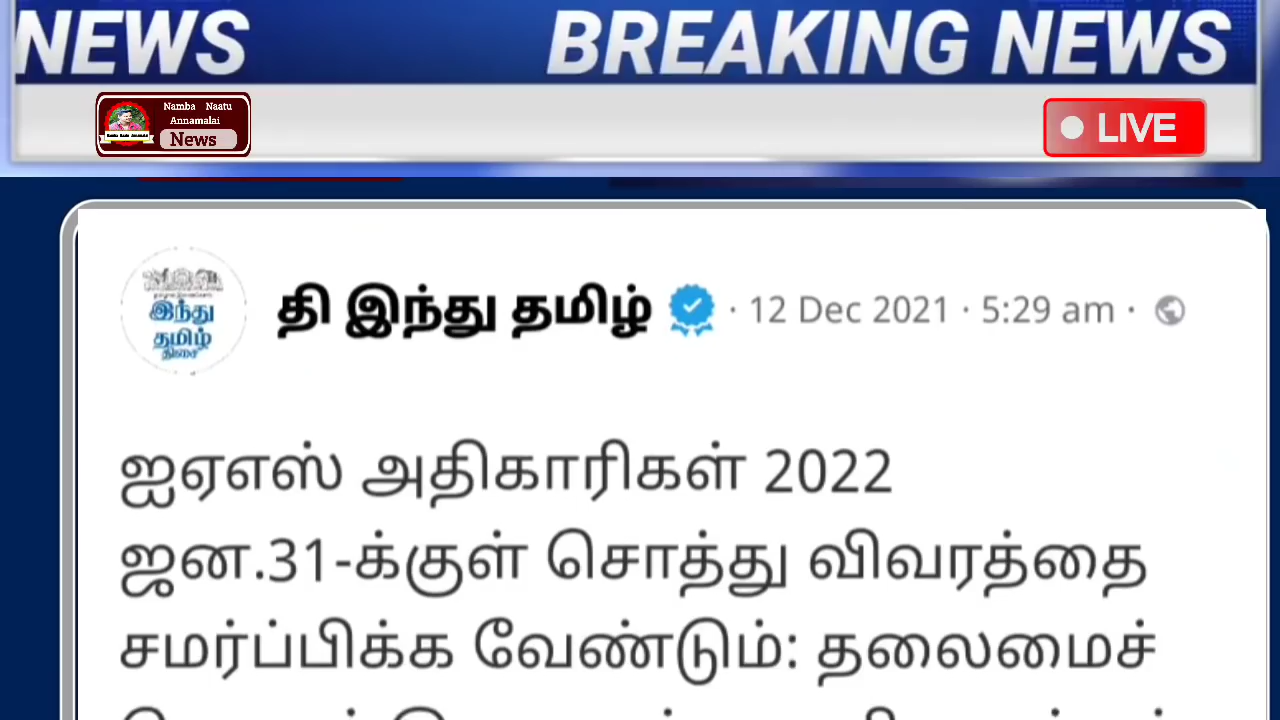 NEWS BREAKING NEWS
Namba Naatu
Annamalai
News
LIVE
இந்து
தமிழ்
திசை
தி இந்து தமிழ் · 12 Dec 2021 · 5:29 am ·
ஐஏஎஸ் அதிகாரிகள் 2022
ஜன.31-க்குள் சொத்து விவரத்தை
சமர்ப்பிக்க வேண்டும்: தலைமைச்